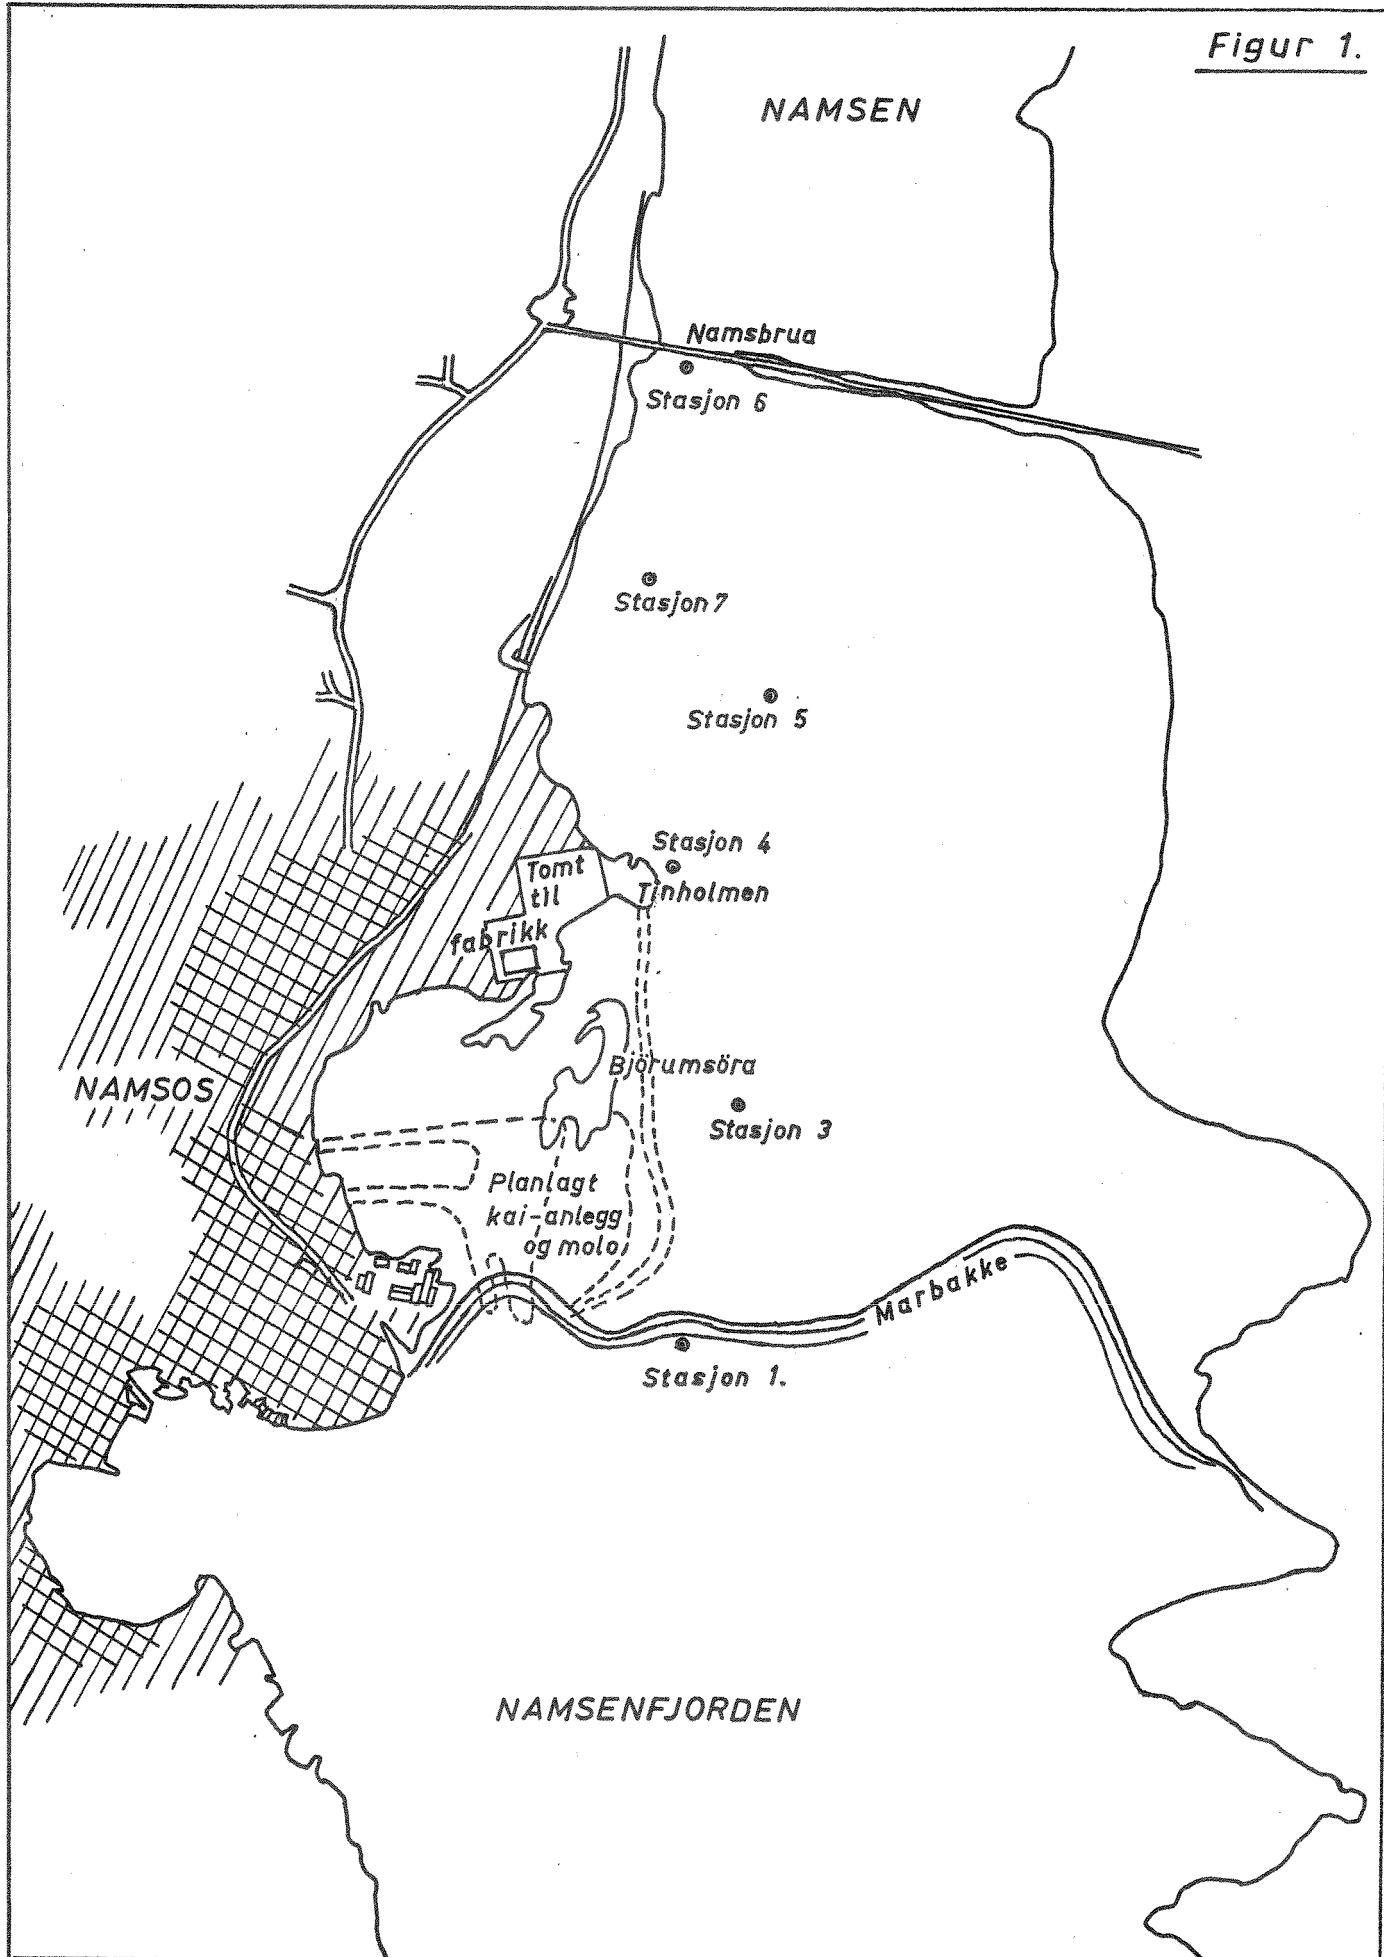 Figur 1.
NAMSEN
Namsbrua
Stasjon 6
Stasjon 7
Stasjon 5
Stasjon 4
Tomt
til
Tinholmen
fabrikk
Björumsöra
NAMSOS
Stasjon 3
Planlagt
kai-anlegg
og molo
Marbakke
Stasjon 1.
NAMSENFJORDEN